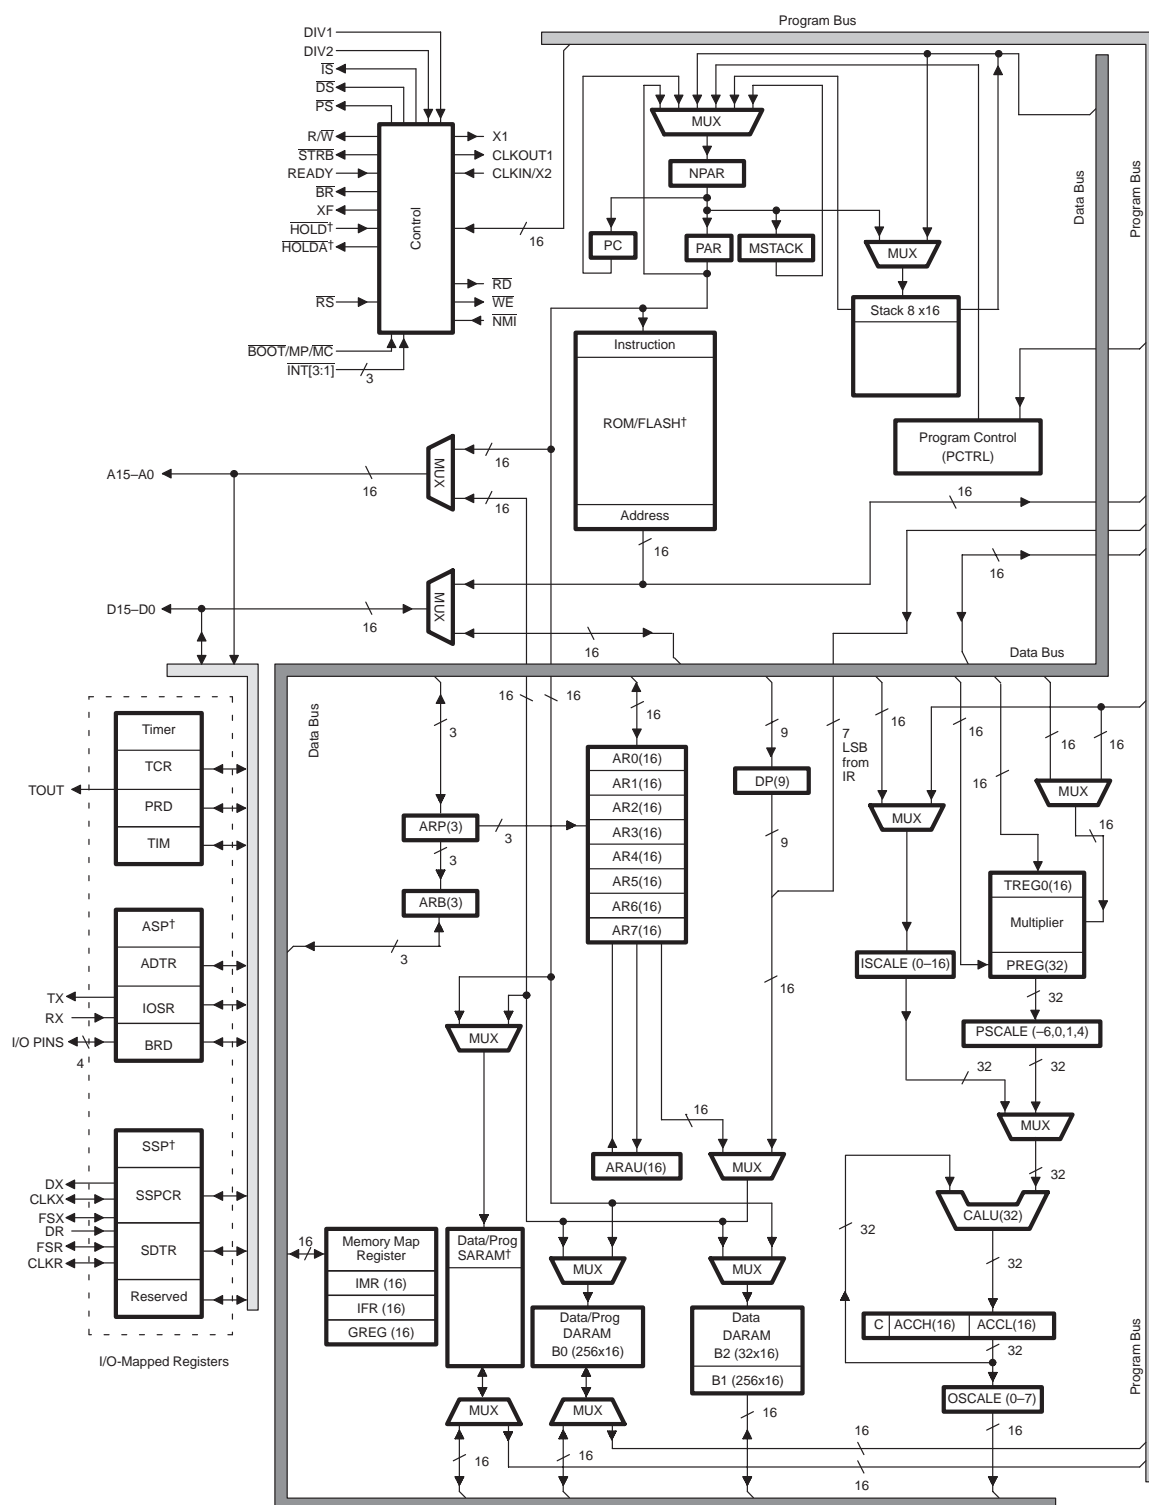 Program Bus
DIV1
DIV2
IS
DS
PS
R/W
STRB
READY
BR
XF
HOLD†
HOLDA†
RS
BOOT/MP/MC
INT[3:1]
3
Control
X1
CLKOUT1
CLKIN/X2
16
RD
WE
NMI
MUX
NPAR
PC
PAR
MSTACK
MUX
Stack 8 x16
Data Bus
Program Bus
Instruction
ROM/FLASH†
Address
Program Control
(PCTRL)
A15–A0
16
MUX
16
16
16
16
16
D15–D0
16
MUX
16
Data Bus
Data Bus
16
16
3
16
9
7
LSB
from
IR
16
16
16
16
16
16
Timer
TCR
PRD
TIM
TOUT
AR0(16)
AR1(16)
AR2(16)
AR3(16)
AR4(16)
AR5(16)
AR6(16)
AR7(16)
DP(9)
9
MUX
MUX
16
ARP(3)
3
3
ARB(3)
3
TREG0(16)
Multiplier
PREG(32)
ISCALE (0–16)
32
PSCALE (–6,0,1,4)
32
32
ASP†
ADTR
IOSR
BRD
TX
RX
I/O PINS
4
MUX
16
16
ARAU(16)
MUX
MUX
32
CALU(32)
32
32
SSP†
SSPCR
SDTR
Reserved
DX
CLKX
FSX
DR
FSR
CLKR
I/O-Mapped Registers
16
Memory Map
Register
IMR (16)
IFR (16)
GREG (16)
Data/Prog
SARAM†
MUX
MUX
Data/Prog
DARAM
B0 (256x16)
Data
DARAM
B2 (32x16)
B1 (256x16)
C
ACCH(16)
ACCL(16)
32
OSCALE (0–7)
16
MUX
MUX
16
16
16
16
16
Program Bus